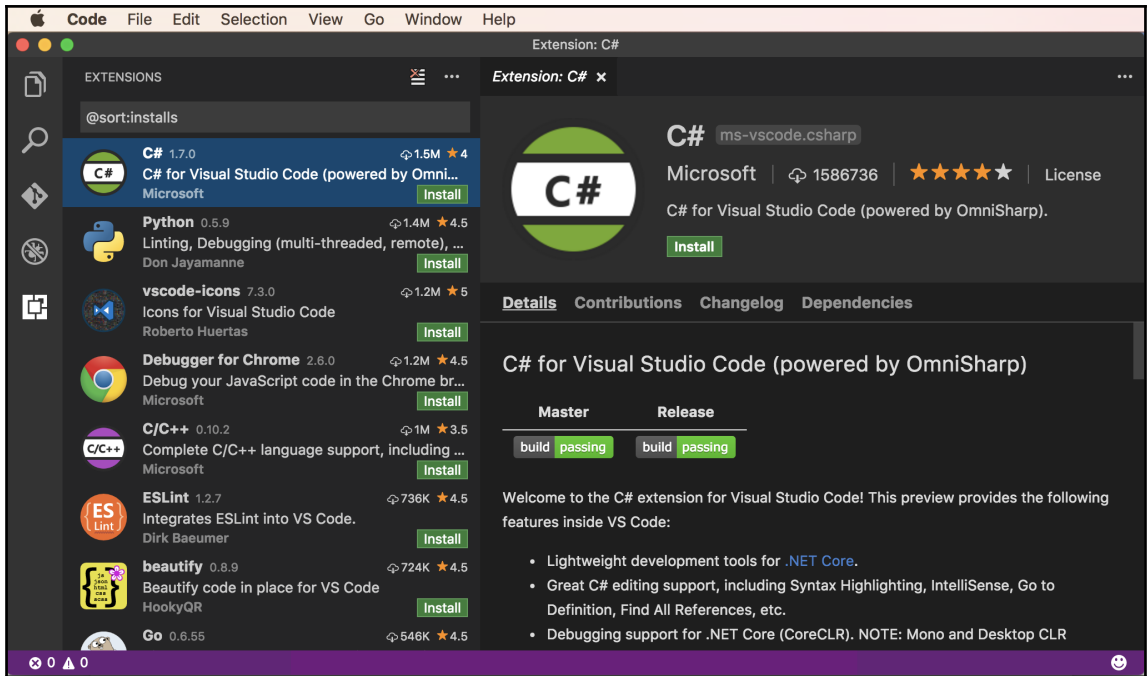 Code File Edit Selection View Go Window Help
Extension: C#
EXTENSIONS
@sort:installs
C# 1.7.0 1.5M 4
C# for Visual Studio Code (powered by Omni...
Microsoft Install
Python 0.5.9 1.4M 4.5
Linting, Debugging (multi-threaded, remote), ...
Don Jayamanne Install
vscode-icons 7.3.0 1.2M 5
Icons for Visual Studio Code
Roberto Huertas Install
Debugger for Chrome 2.6.0 1.2M 4.5
Debug your JavaScript code in the Chrome br...
Microsoft Install
C/C++
C/C++ 0.10.2 1M 3.5
Complete C/C++ language support, including ...
Microsoft Install
ES
Lint
ESLint 1.2.7 736K 4.5
Integrates ESLint into VS Code.
Dirk Baeumer Install
js
json
html
css
beautify 0.8.9 724K 4.5
Beautify code in place for VS Code
HookyQR Install
Go 0.6.55 546K 4.5
Extension: C#
C#
C#
C# ms-vscode.csharp
Microsoft 1586736 License
C# for Visual Studio Code (powered by OmniSharp).
Install
Details Contributions Changelog Dependencies
C# for Visual Studio Code (powered by OmniSharp)
Master Release
build passing build passing
Welcome to the C# extension for Visual Studio Code! This preview provides the following
features inside VS Code:
• Lightweight development tools for .NET Core.
• Great C# editing support, including Syntax Highlighting, IntelliSense, Go to
Definition, Find All References, etc.
• Debugging support for .NET Core (CoreCLR). NOTE: Mono and Desktop CLR
0 0